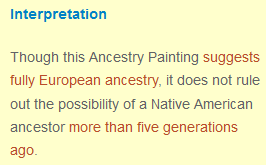 Interpretation
Though this Ancestry Painting suggests
fully European ancestry, it does not rule
out the possibility of a Native American
ancestor more than five generations
ago.